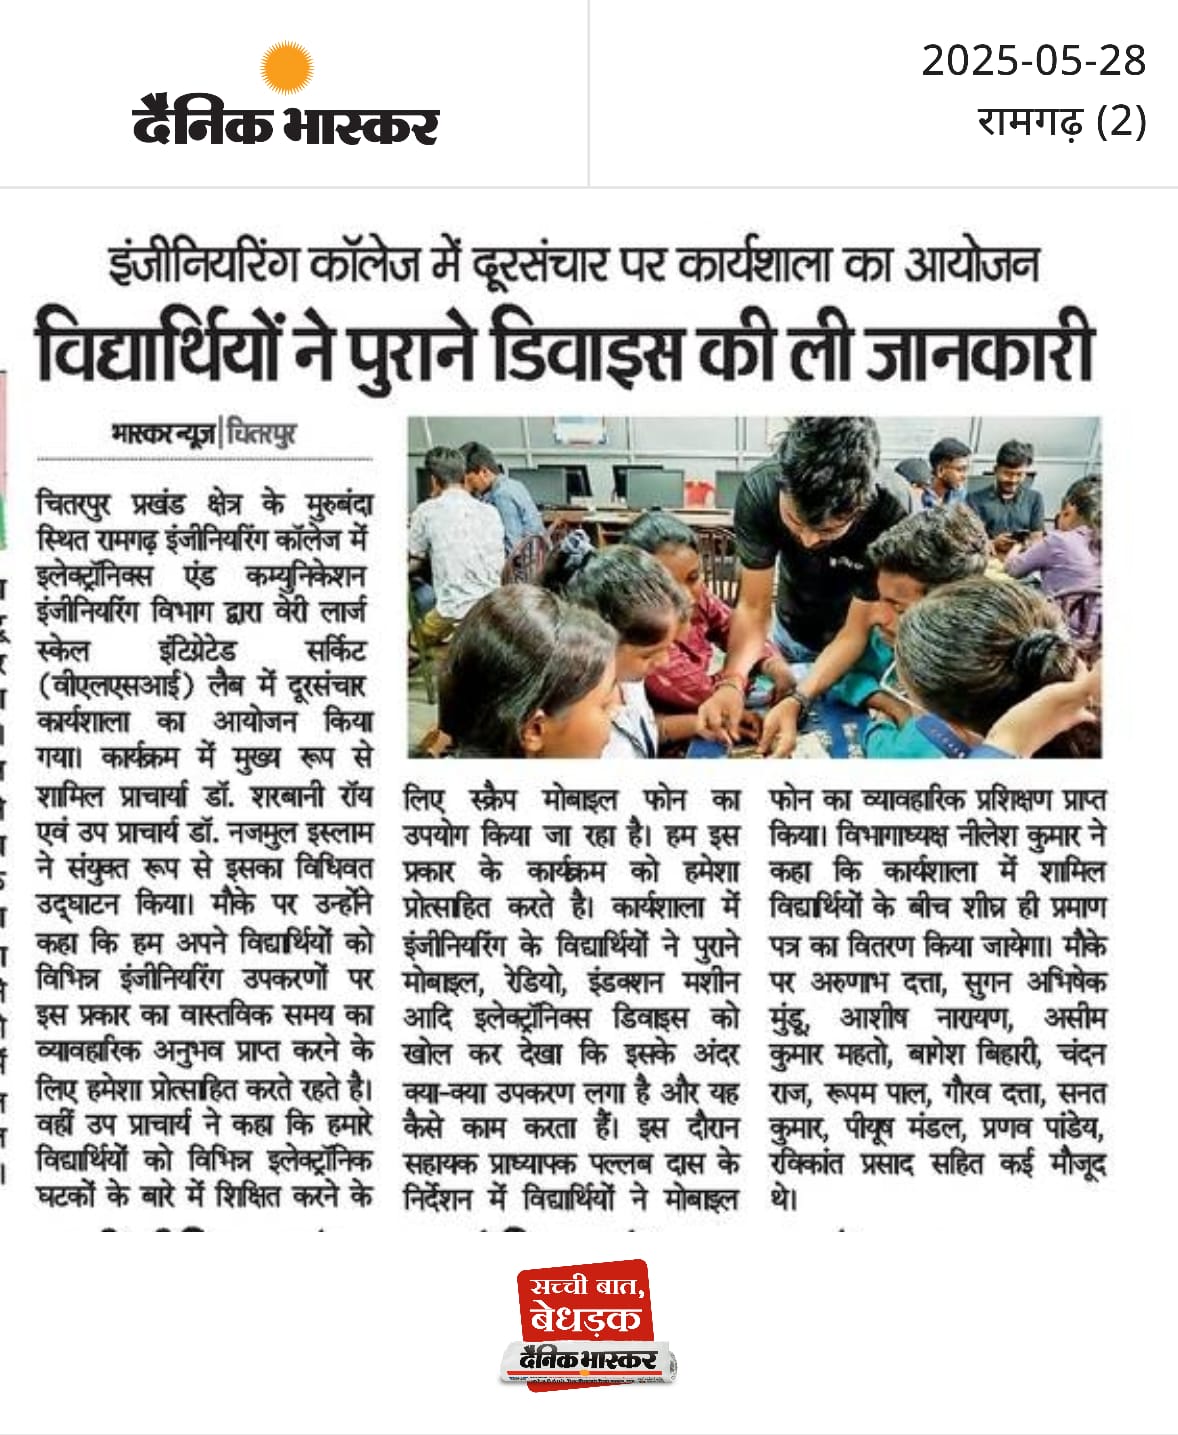 दैनिक भास्कर
2025-05-28
रामगढ़ (2)
इंजीनियरिंग कॉलेज में दूरसंचार पर कार्यशाला का आयोजन
विद्यार्थियों ने पुराने डिवाइस की ली जानकारी
भास्कर न्यूज|चितरपुर
चितरपुर प्रखंड क्षेत्र के मुरुबंदा
स्थित रामगढ़ इंजीनियरिंग कॉलेज में
इलेक्ट्रॉनिक्स एंड कम्युनिकेशन
इंजीनियरिंग विभाग द्वारा वेरी लार्ज
स्केल इंटिग्रेटेड सर्किट
(वीएलएसआई) लैब में दूरसंचार
कार्यशाला का आयोजन किया
गया। कार्यक्रम में मुख्य रूप से
शामिल प्राचार्या डॉ. शरबानी रॉय
एवं उप प्राचार्य डॉ. नजमुल इस्लाम
ने संयुक्त रूप से इसका विधिवत
उद्घाटन किया। मौके पर उन्होंने
कहा कि हम अपने विद्यार्थियों को
विभिन्न इंजीनियरिंग उपकरणों पर
इस प्रकार का वास्तविक समय का
व्यावहारिक अनुभव प्राप्त करने के
लिए हमेशा प्रोत्साहित करते रहते है।
वहीं उप प्राचार्य ने कहा कि हमारे
विद्यार्थियों को विभिन्न इलेक्ट्रॉनिक
घटकों के बारे में शिक्षित करने के
लिए स्क्रैप मोबाइल फोन का
उपयोग किया जा रहा है। हम इस
प्रकार के कार्यक्रम को हमेशा
प्रोत्साहित करते है। कार्यशाला में
इंजीनियरिंग के विद्यार्थियों ने पुराने
मोबाइल, रेडियो, इंडक्शन मशीन
आदि इलेक्ट्रॉनिक्स डिवाइस को
खोल कर देखा कि इसके अंदर
क्या-क्या उपकरण लगा है और यह
कैसे काम करता हैं। इस दौरान
सहायक प्राध्यापक पल्लब दास के
निर्देशन में विद्यार्थियों ने मोबाइल
फोन का व्यावहारिक प्रशिक्षण प्राप्त
किया। विभागाध्यक्ष नीलेश कुमार ने
कहा कि कार्यशाला में शामिल
विद्यार्थियों के बीच शीघ्र ही प्रमाण
पत्र का वितरण किया जायेगा। मौके
पर अरुणाभ दत्ता, सुगन अभिषेक
मुंडू, आशीष नारायण, असीम
कुमार महतो, बागेश बिहारी, चंदन
राज, रूपम पाल, गौरव दत्ता, सनत
कुमार, पीयूष मंडल, प्रणव पांडेय,
रविकांत प्रसाद सहित कई मौजूद
थे।
सच्ची बात,
बेधड़क
दैनिक भास्कर